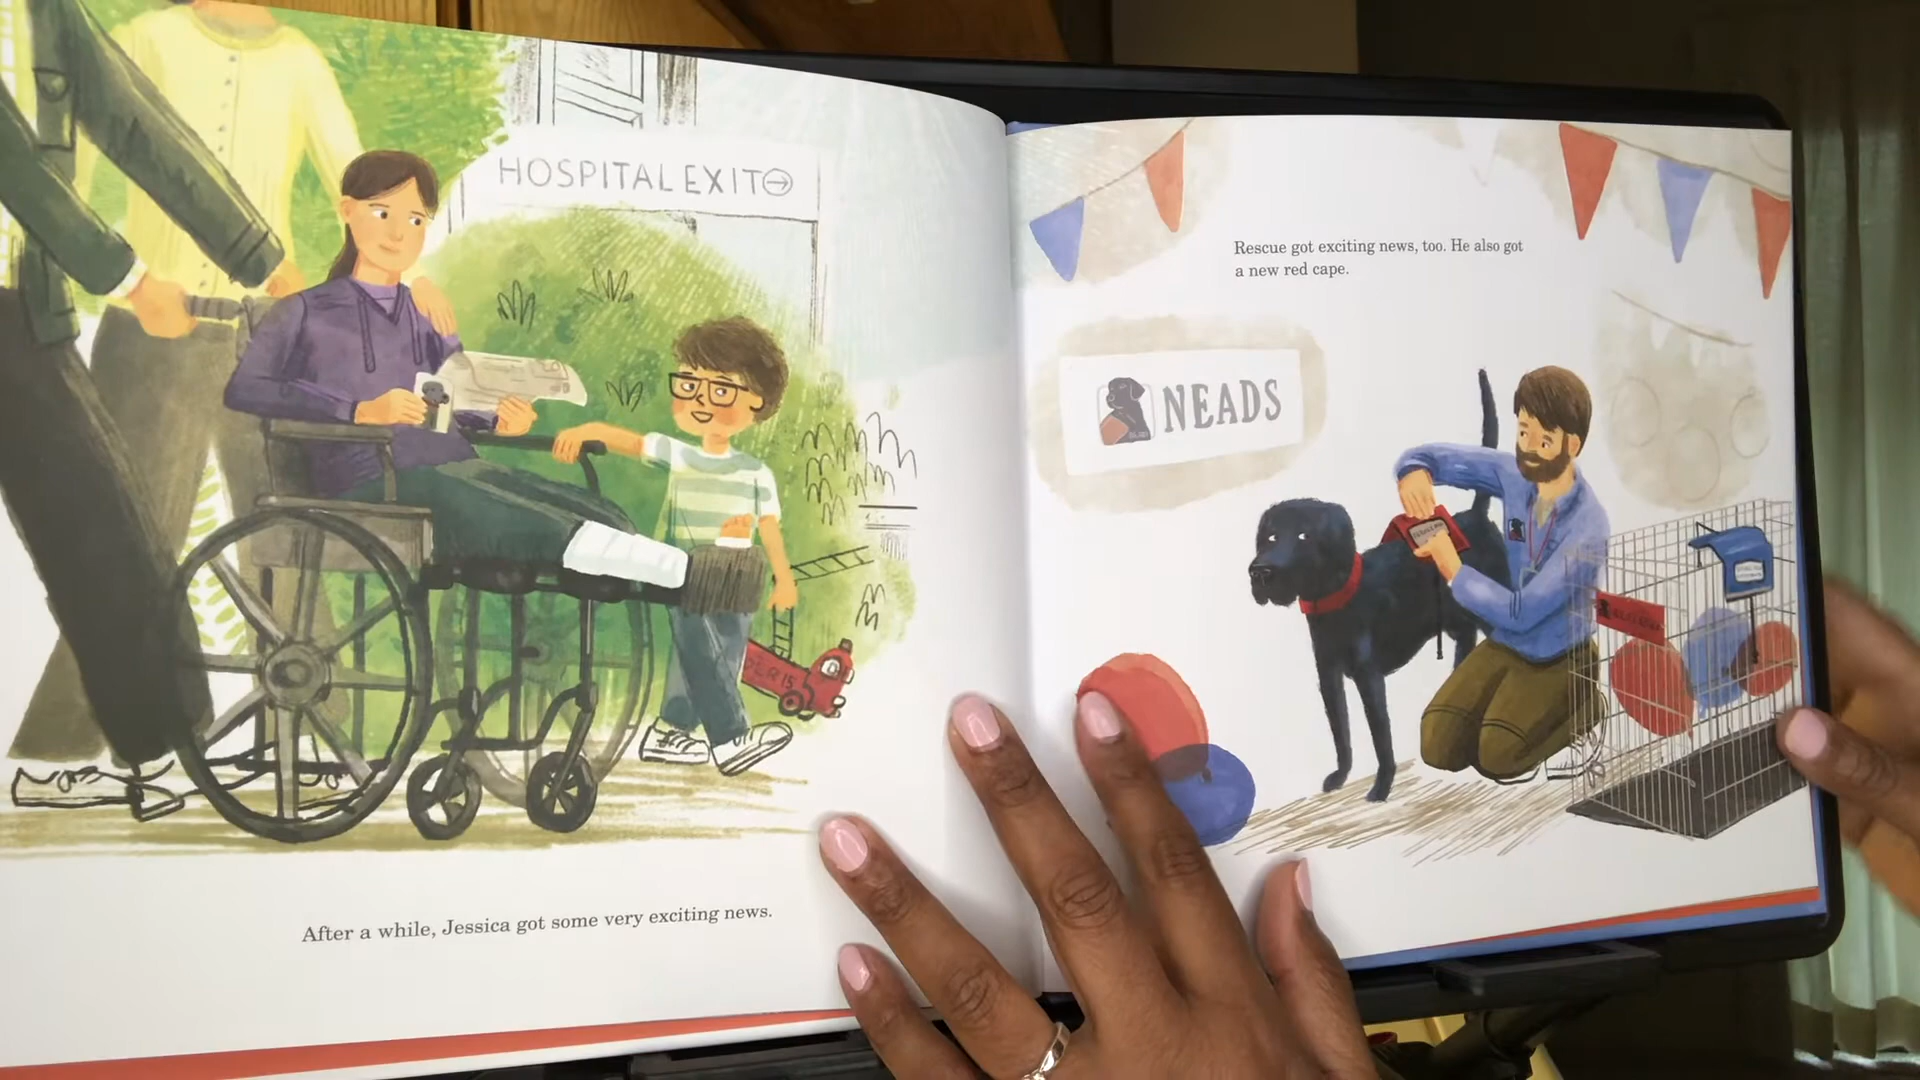 HOSPITAL EXIT
After a while, Jessica got some very exciting news.
Rescue got exciting news, too. He also got
a new red cape.
NEADS